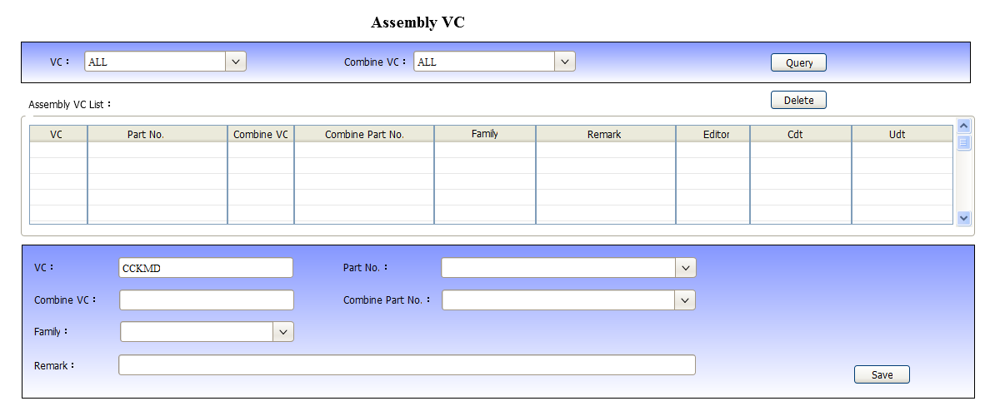 Assembly VC
VC： ALL Combine VC： ALL Query
Assembly VC List： Delete
VC Part No. Combine VC Combine Part No. Family Remark Editor Cdt Udt
VC： CCKMD Part No.：
Combine VC： Combine Part No.：
Family：
Remark：
Save